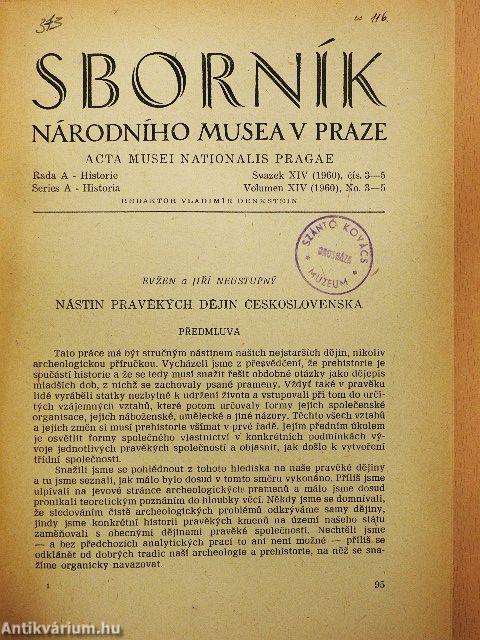 343
w 116.
SBORNÍK
NÁRODNÍHO MUSEA V PRAZE
ACTA MUSEI NATIONALIS PRAGAE
Řada A - Historie Svazek XIV (1960), čís. 3—5
Series A - Historia Volumen XIV (1960), No. 3—5
REDAKTOR VLADIMÍR DENKSTEIN
SZÁNTÓ KOVÁCS
OROSHÁZA
MÚZEUM
EVŽEN a JIŘÍ NEUSTUPNÝ
NÁSTIN PRAVĚKÝCH DĚJIN ČESKOSLOVENSKA
PŘEDMLUVA
Tato práce má být stručným nástinem našich nejstarších dějin, nikoliv
archeologickou příručkou. Vycházeli jsme z přesvědčení, že prehistorie je
součástí historie a že se tedy musí snažit řešit obdobné otázky jako dějepis
mladších dob, z nichž se zachovaly psané prameny. Vždyť také v pravěku
lidé vyráběli statky nezbytné k udržení života a vstupovali při tom do urči-
tých vzájemných vztahů, které potom určovaly formy jejich společenské
organisace, jejich náboženské, umělecké a jiné názory. Těchto všech vztahů
a jejich změn si musí prehistorie všímat v prvé řadě. Jejím předním úkolem
je osvětlit formy společného vlastnictví v konkrétních podmínkách vý-
voje jednotlivých pravěkých společností a objasnit, jak došlo k vytvoření
třídní společnosti.
Snažili jsme se pohlédnout z tohoto hlediska na naše pravěké dějiny
a tu jsme seznali, jak málo bylo dosud v tomto směru vykonáno. Příliš jsme
ulpívali na jevové stránce archeologických pramenů a málo jsme dosud
pronikali teoretickým poznáním do hloubky věcí. Někdy jsme se domnívali,
že sledováním čistě archeologických problémů odkrýváme samy dějiny,
jindy jsme konkrétní historii pravěkých kmenů na území našeho státu
zaměňovali s obecnými dějinami pravěké společnosti. Nechtěli jsme
— a bez předchozích analytických prací to ani není možné — příliš se
odklánět od dobrých tradic naší archeologie a prehistorie, na něž se sna-
žíme organicky navazovat.
1 95
Antikvárium.hu